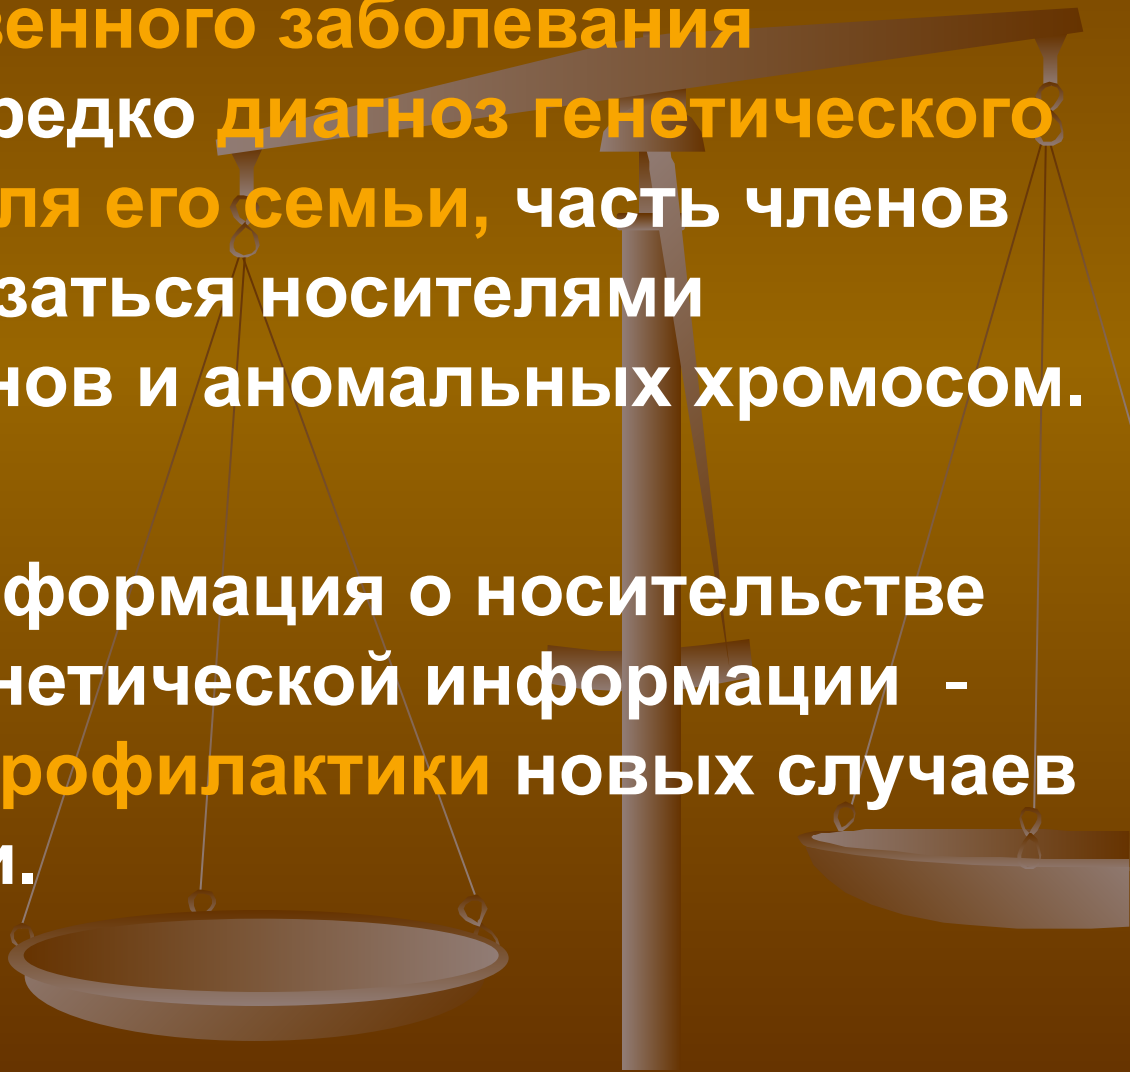 венного заболевания
редко диагноз генетического
ля его семьи, часть членов
заться носителями
нов и аномальных хромосом.
формация о носительстве
нетической информации -
рофилактики новых случаев
и.